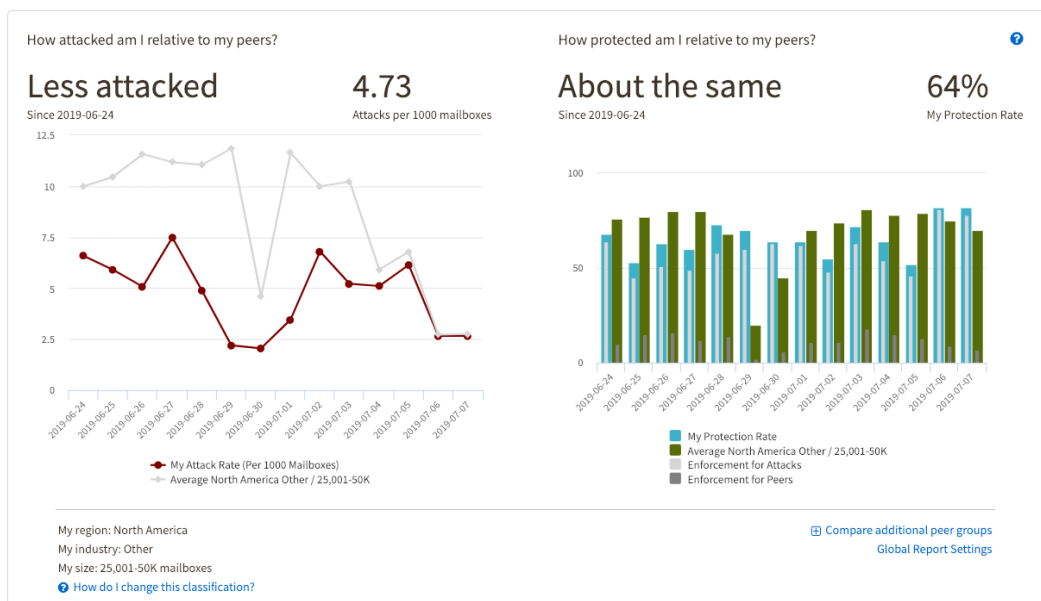 How attacked am I relative to my peers?
Less attacked
4.73
Since 2019-06-24
Attacks per 1000 mailboxes
12.5
10
7.5
5
2.5
0
2019-06-24
2019-06-25
2019-06-26
2019-06-27
2019-06-28
2019-06-29
2019-06-30
2019-07-01
2019-07-02
2019-07-03
2019-07-04
2019-07-05
2019-07-06
2019-07-07
My Attack Rate (Per 1000 Mailboxes)
Average North America Other / 25,001-50K
How protected am I relative to my peers?
?
About the same
64%
Since 2019-06-24
My Protection Rate
100
50
0
2019-06-24
2019-06-25
2019-06-26
2019-06-27
2019-06-28
2019-06-29
2019-06-30
2019-07-01
2019-07-02
2019-07-03
2019-07-04
2019-07-05
2019-07-06
2019-07-07
My Protection Rate
Average North America Other / 25,001-50K
Enforcement for Attacks
Enforcement for Peers
My region: North America
My industry: Other
My size: 25,001-50K mailboxes
? How do I change this classification?
Compare additional peer groups
Global Report Settings